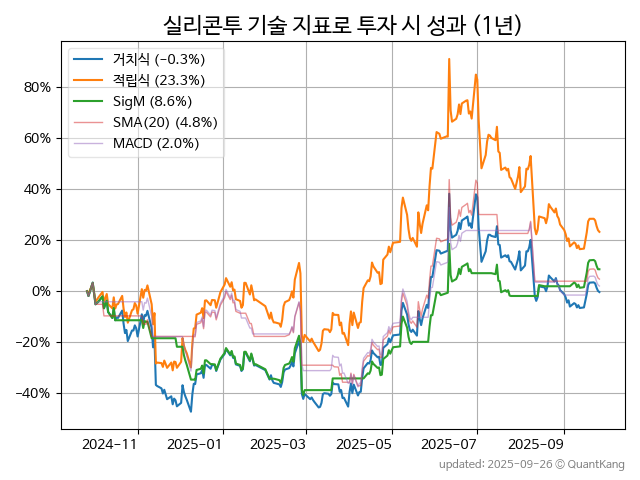 실리콘투 기술 지표로 투자 시 성과 (1년)
거치식 (-0.3%)
적립식 (23.3%)
SigM (8.6%)
SMA(20) (4.8%)
MACD (2.0%)
80%
60%
40%
20%
0%
−20%
−40%
2024-11
2025-01
2025-03
2025-05
2025-07
2025-09
updated: 2025-09-26 © QuantKang